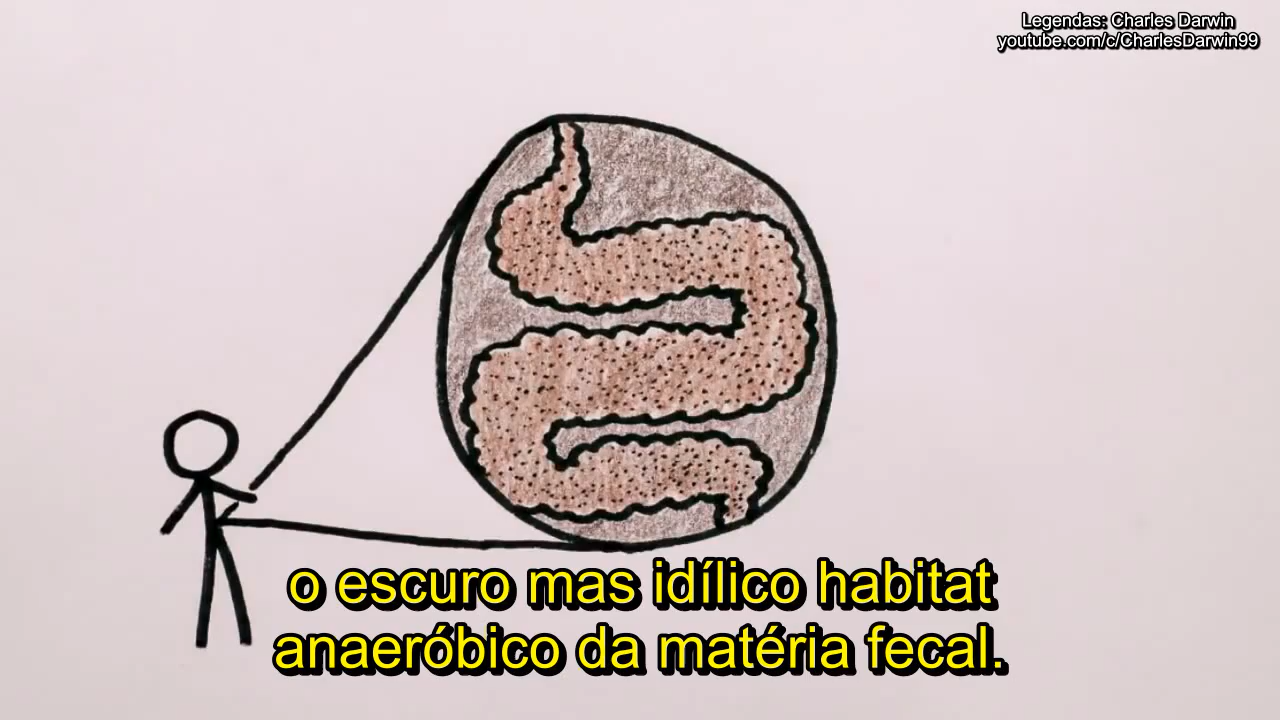 Legendas: Charles Darwin
youtube.com/c/CharlesDarwin99
o escuro mas idílico habitat
anaeróbico da matéria fecal.